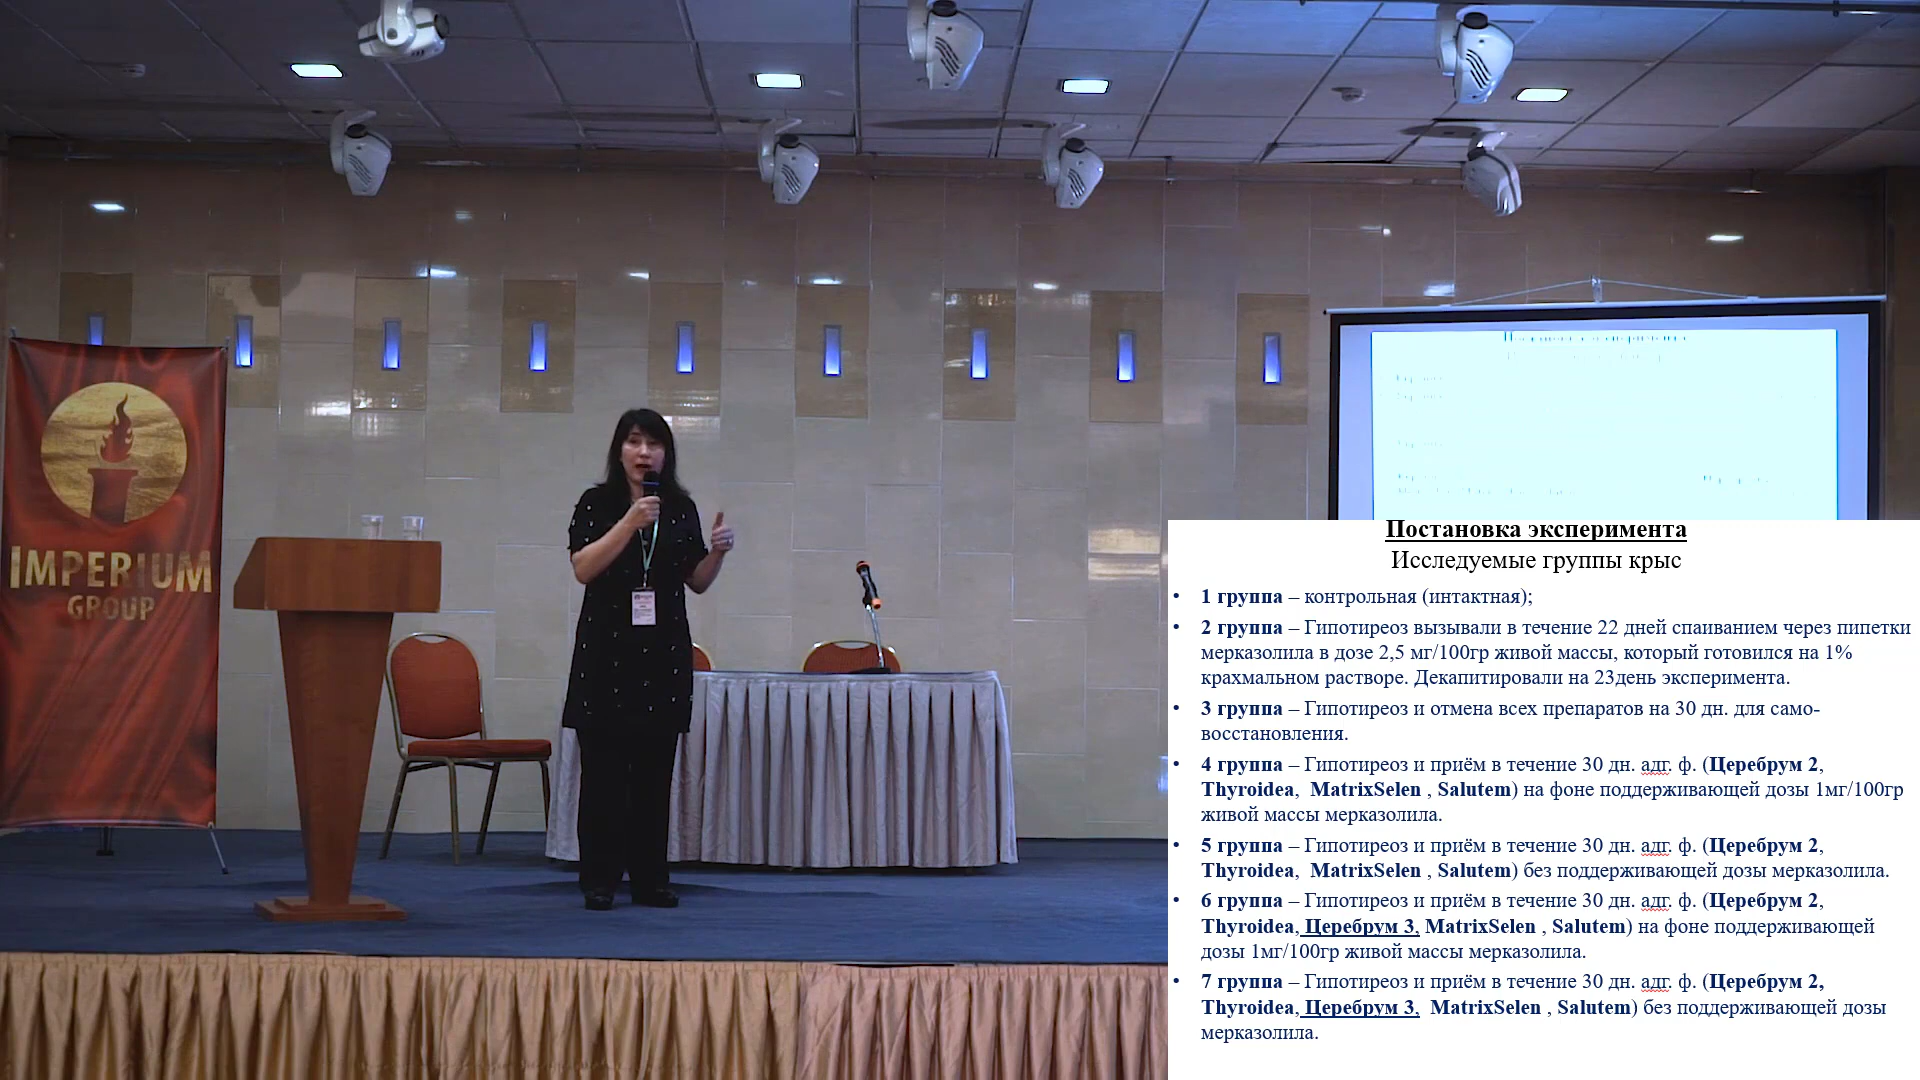 IMPERIUM
GROUP
Постановка эксперимента
Исследуемые группы крыс
• 1 группа – контрольная (интактная);
• 2 группа – Гипотиреоз вызывали в течение 22 дней спаиванием через пипетки
мерказолила в дозе 2,5 мг/100гр живой массы, который готовился на 1%
крахмальном растворе. Декапитировали на 23день эксперимента.
• 3 группа – Гипотиреоз и отмена всех препаратов на 30 дн. для само-
восстановления.
• 4 группа – Гипотиреоз и приём в течение 30 дн. адг. ф. (Церебрум 2,
Thyroidea, MatrixSelen , Salutem) на фоне поддерживающей дозы 1мг/100гр
живой массы мерказолила.
• 5 группа – Гипотиреоз и приём в течение 30 дн. адг. ф. (Церебрум 2,
Thyroidea, MatrixSelen , Salutem) без поддерживающей дозы мерказолила.
• 6 группа – Гипотиреоз и приём в течение 30 дн. адг. ф. (Церебрум 2,
Thyroidea, Церебрум 3, MatrixSelen , Salutem) на фоне поддерживающей
дозы 1мг/100гр живой массы мерказолила.
• 7 группа – Гипотиреоз и приём в течение 30 дн. адг. ф. (Церебрум 2,
Thyroidea, Церебрум 3, MatrixSelen , Salutem) без поддерживающей дозы
мерказолила.